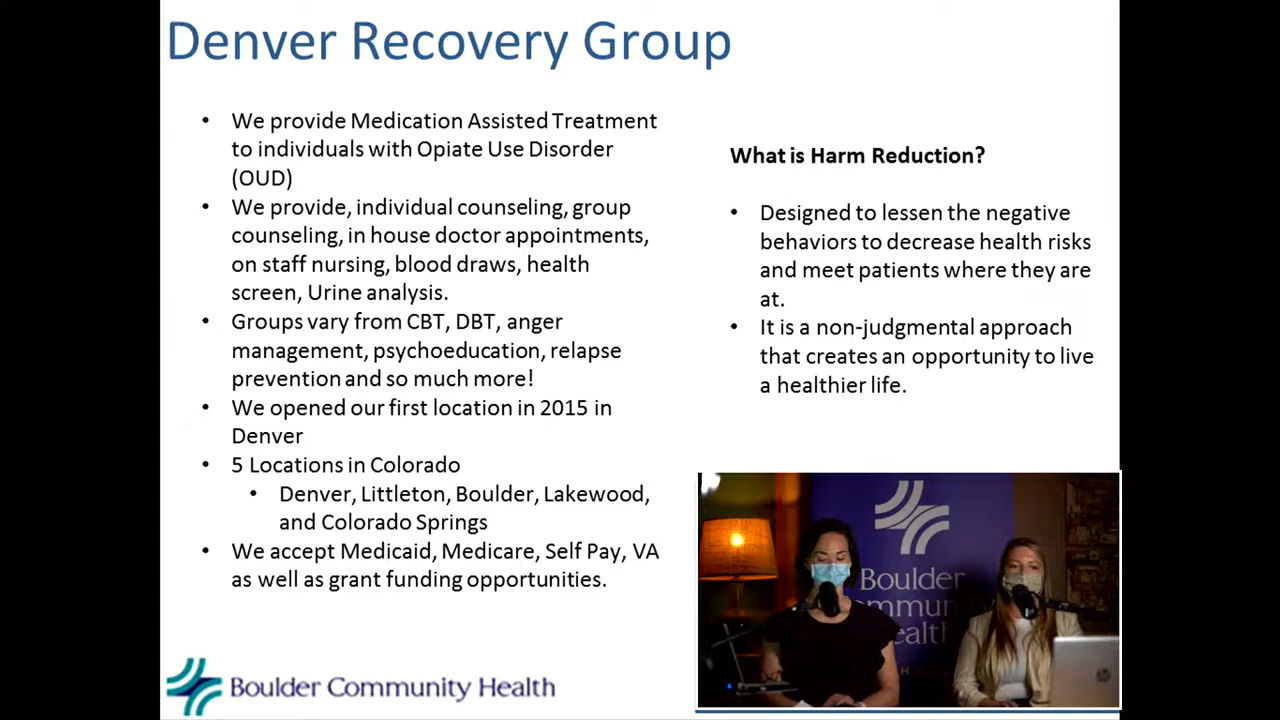 Denver Recovery Group
• We provide Medication Assisted Treatment
to individuals with Opiate Use Disorder
(OUD)
• We provide, individual counseling, group
counseling, in house doctor appointments,
on staff nursing, blood draws, health
screen, Urine analysis.
• Groups vary from CBT, DBT, anger
management, psychoeducation, relapse
prevention and so much more!
• We opened our first location in 2015 in
Denver
• 5 Locations in Colorado
• Denver, Littleton, Boulder, Lakewood,
and Colorado Springs
• We accept Medicaid, Medicare, Self Pay, VA
as well as grant funding opportunities.
What is Harm Reduction?
• Designed to lessen the negative
behaviors to decrease health risks
and meet patients where they are
at.
• It is a non-judgmental approach
that creates an opportunity to live
a healthier life.
Boulder
ommun
ealth
hp
Boulder Community Health